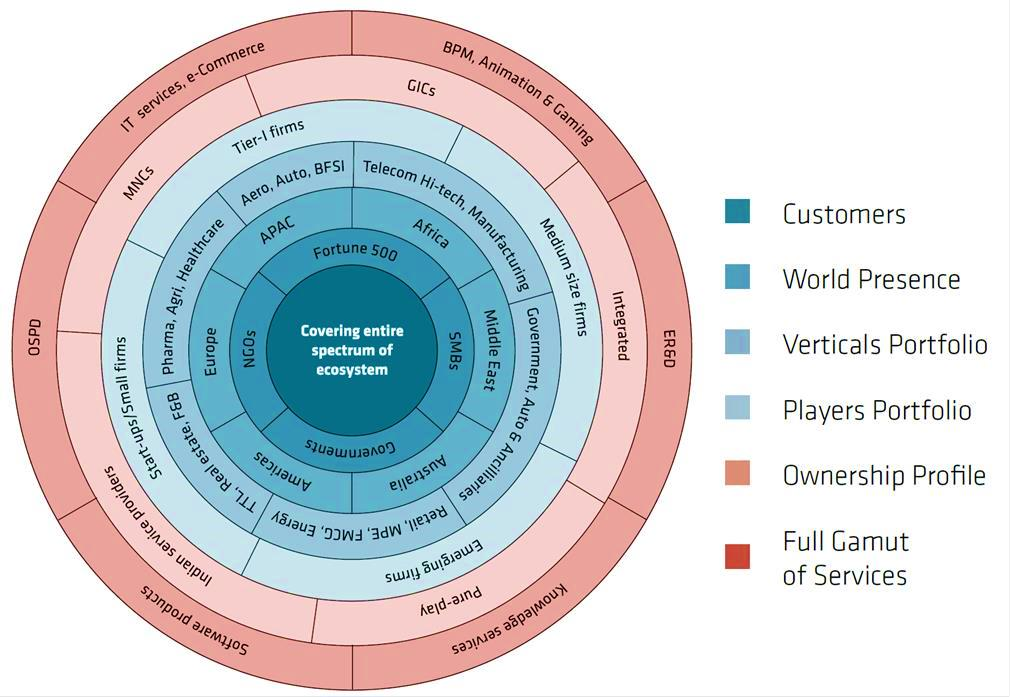 Covering entire
spectrum of
ecosystem
Fortune 500
SMBs
Governments
NGOs
APAC
Africa
Middle East
Australia
Americas
Europe
Aero, Auto, BFSI
Telecom Hi-tech, Manufacturing
Government, Auto & Ancilliaries
Retail, MPE, FMCG, Energy
TTL, Real estate, F&B
Pharma, Agri, Healthcare
Tier-I firms
Medium size firms
Emerging firms
Start-ups/Small firms
MNCs
GICs
Integrated
Pure-play
Indian service providers
IT services, e-Commerce
BPM, Animation & Gaming
ER&D
Knowledge services
Software products
OSPD
Customers
World Presence
Verticals Portfolio
Players Portfolio
Ownership Profile
Full Gamut
of Services